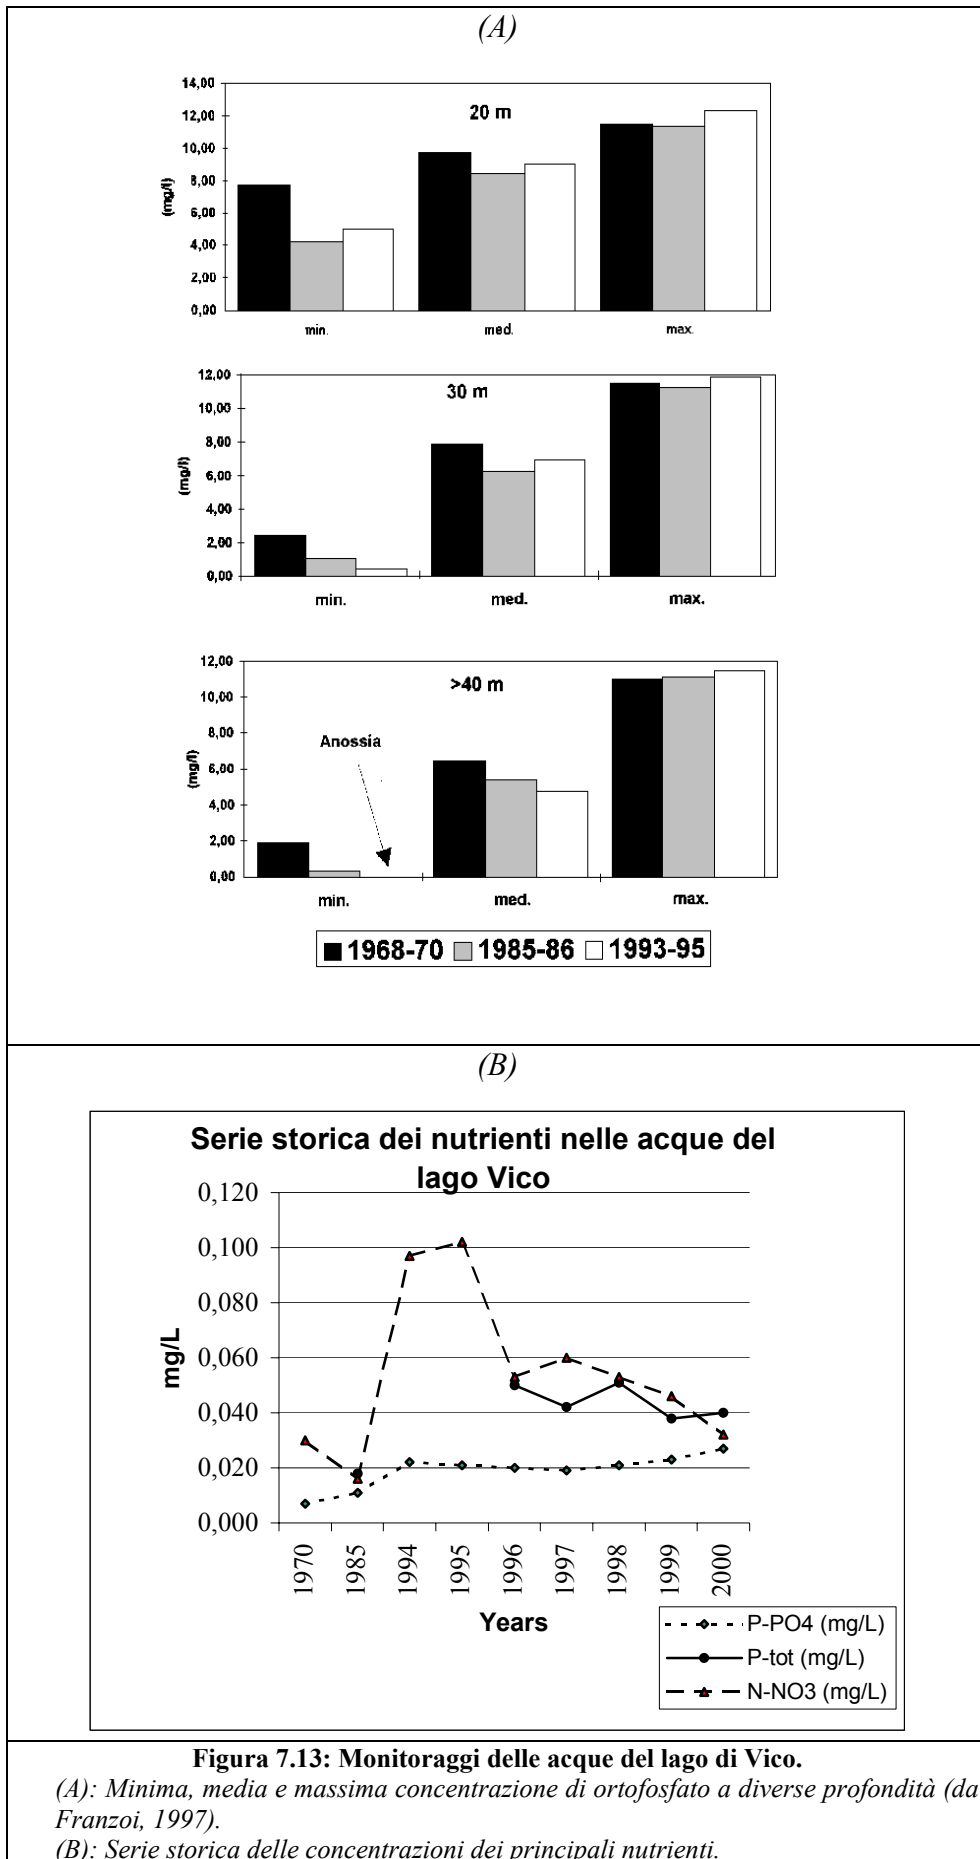 (A)
14,00
12,00
10,00
8,00
6,00
4,00
2,00
0,00
(mg/l)
20 m
min.
med.
max.
12,00
10,00
8,00
6,00
4,00
2,00
0,00
(mg/l)
30 m
min.
med.
max.
12,00
10,00
8,00
6,00
4,00
2,00
0,00
(mg/l)
>40 m
Anossia
min.
med.
max.
1968-70 1985-86 1993-95
(B)
Serie storica dei nutrienti nelle acque del
lago Vico
0,120
0,100
0,080
0,060
0,040
0,020
0,000
mg/L
1970
1985
1994
1995
1996
1997
1998
1999
2000
Years
P-PO4 (mg/L)
P-tot (mg/L)
N-NO3 (mg/L)
Figura 7.13: Monitoraggi delle acque del lago di Vico.
(A): Minima, media e massima concentrazione di ortofosfato a diverse profondità (da
Franzoi, 1997).
(B): Serie storica delle concentrazioni dei principali nutrienti.